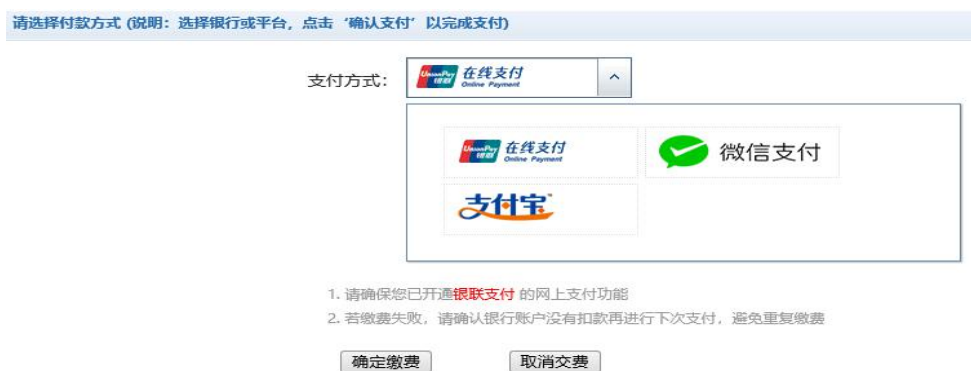 请选择付款方式 (说明：选择银行或平台，点击‘确认支付’以完成支付)
支付方式：
UnionPay 银联 在线支付
Online Payment
UnionPay 银联 在线支付
Online Payment
微信支付
支付宝
1. 请确保您已开通银联支付 的网上支付功能
2. 若缴费失败，请确认银行账户没有扣款再进行下次支付，避免重复缴费
确定缴费
取消交费